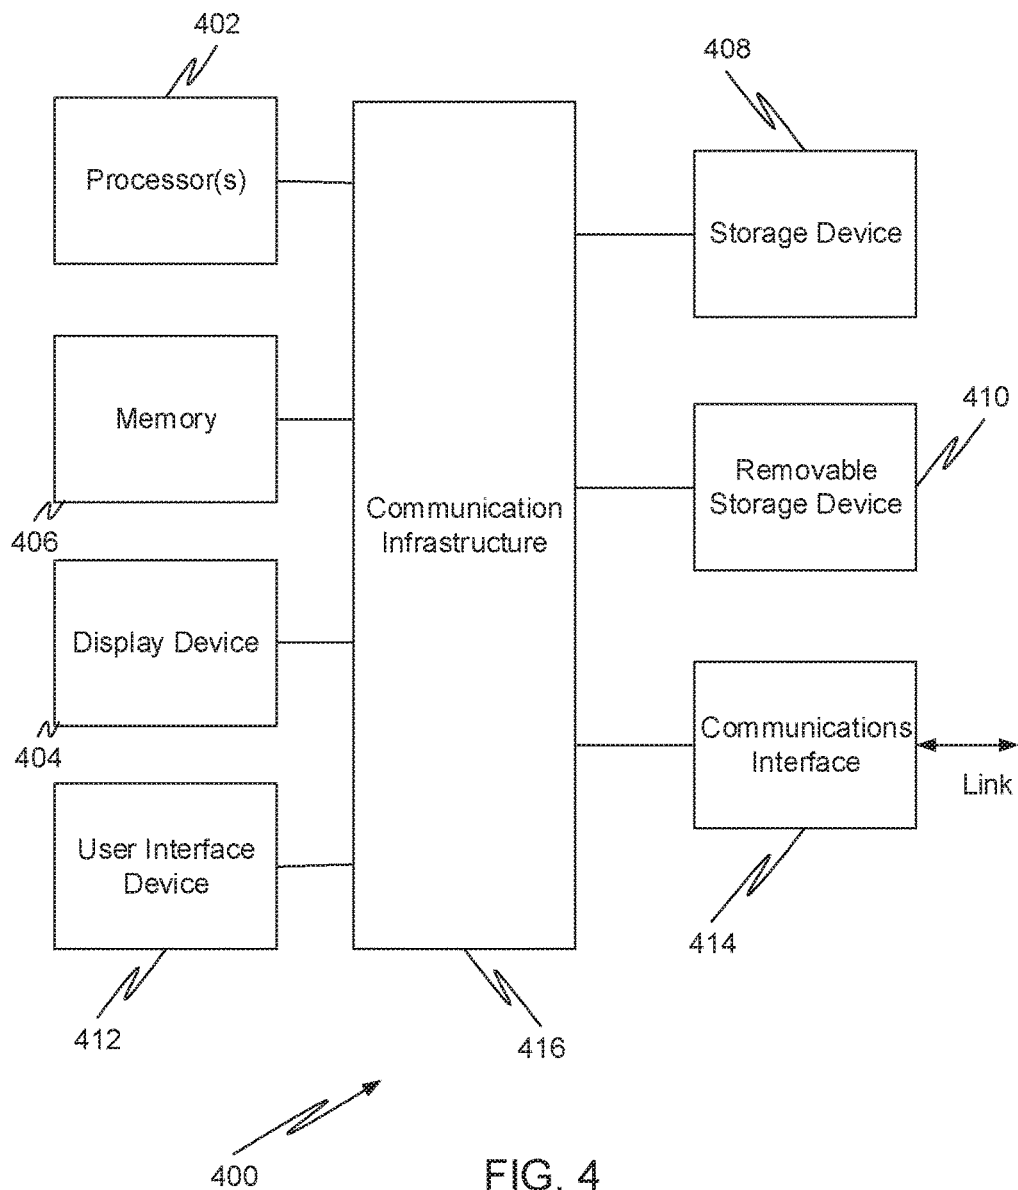 402
Processor(s)
408
Storage Device
Memory
406
410
Removable
Storage Device
Communication
Infrastructure
Display Device
404
Communications
Interface
Link
414
User Interface
Device
412
416
400
FIG. 4